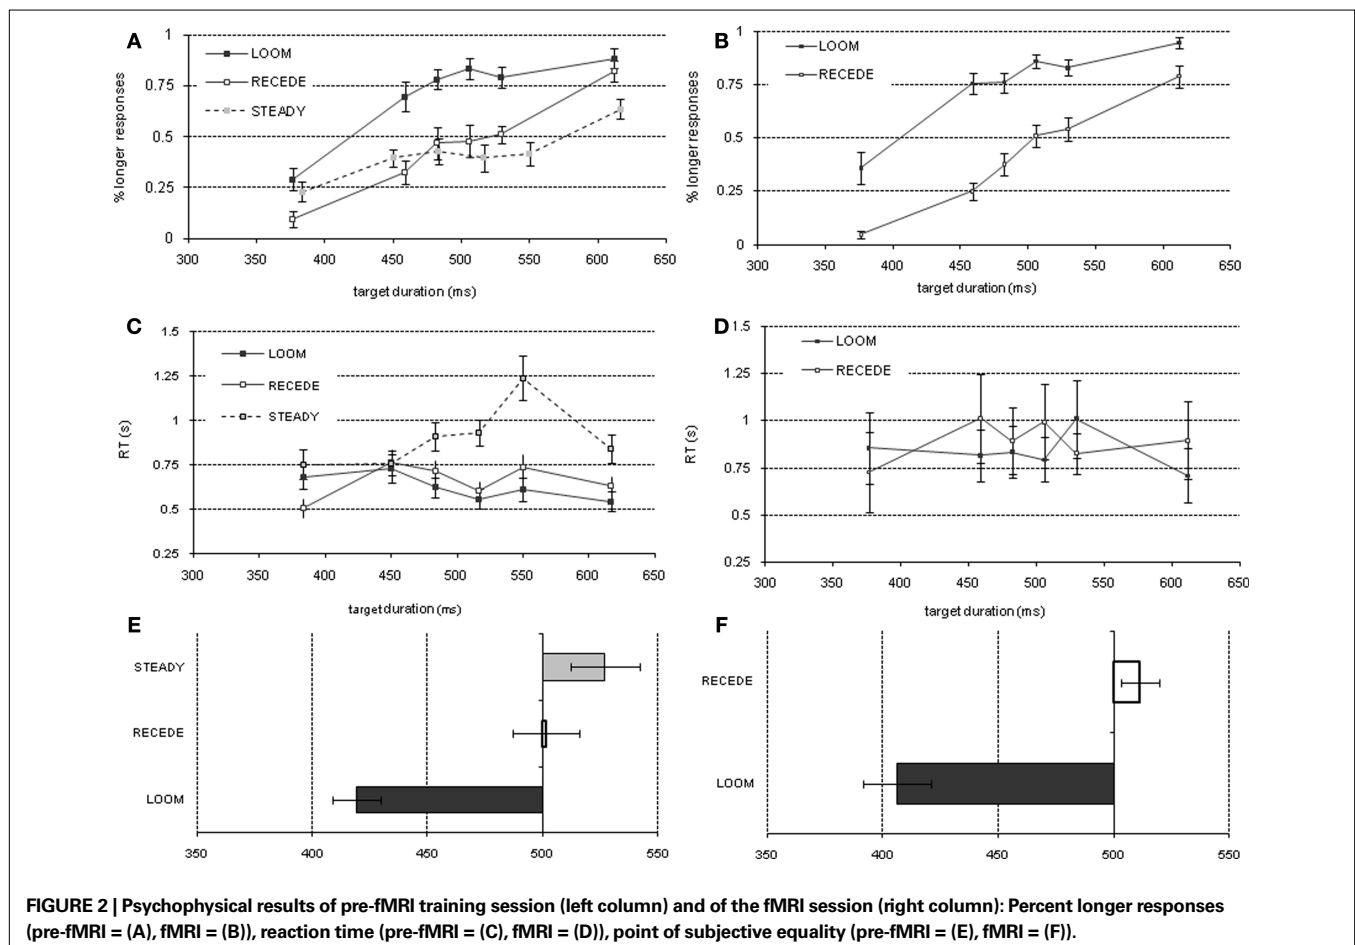 A
1
0.75
0.5
0.25
0
% longer responses
LOOM
RECEDE
STEADY
300 350 400 450 500 550 600 650
target duration (ms)
B
1
0.75
0.5
0.25
0
% longer responses
LOOM
RECEDE
300 350 400 450 500 550 600 650
target duration (ms)
C
1.5
1.25
1
0.75
0.5
0.25
RT (s)
LOOM
RECEDE
STEADY
300 350 400 450 500 550 600 650
target duration (ms)
D
1.5
1.25
1
0.75
0.5
0.25
RT (s)
LOOM
RECEDE
300 350 400 450 500 550 600 650
target duration (ms)
E
STEADY
RECEDE
LOOM
350 400 450 500 550
F
RECEDE
LOOM
350 400 450 500 550
FIGURE 2 | Psychophysical results of pre-fMRI training session (left column) and of the fMRI session (right column): Percent longer responses
(pre-fMRI = (A), fMRI = (B)), reaction time (pre-fMRI = (C), fMRI = (D)), point of subjective equality (pre-fMRI = (E), fMRI = (F)).